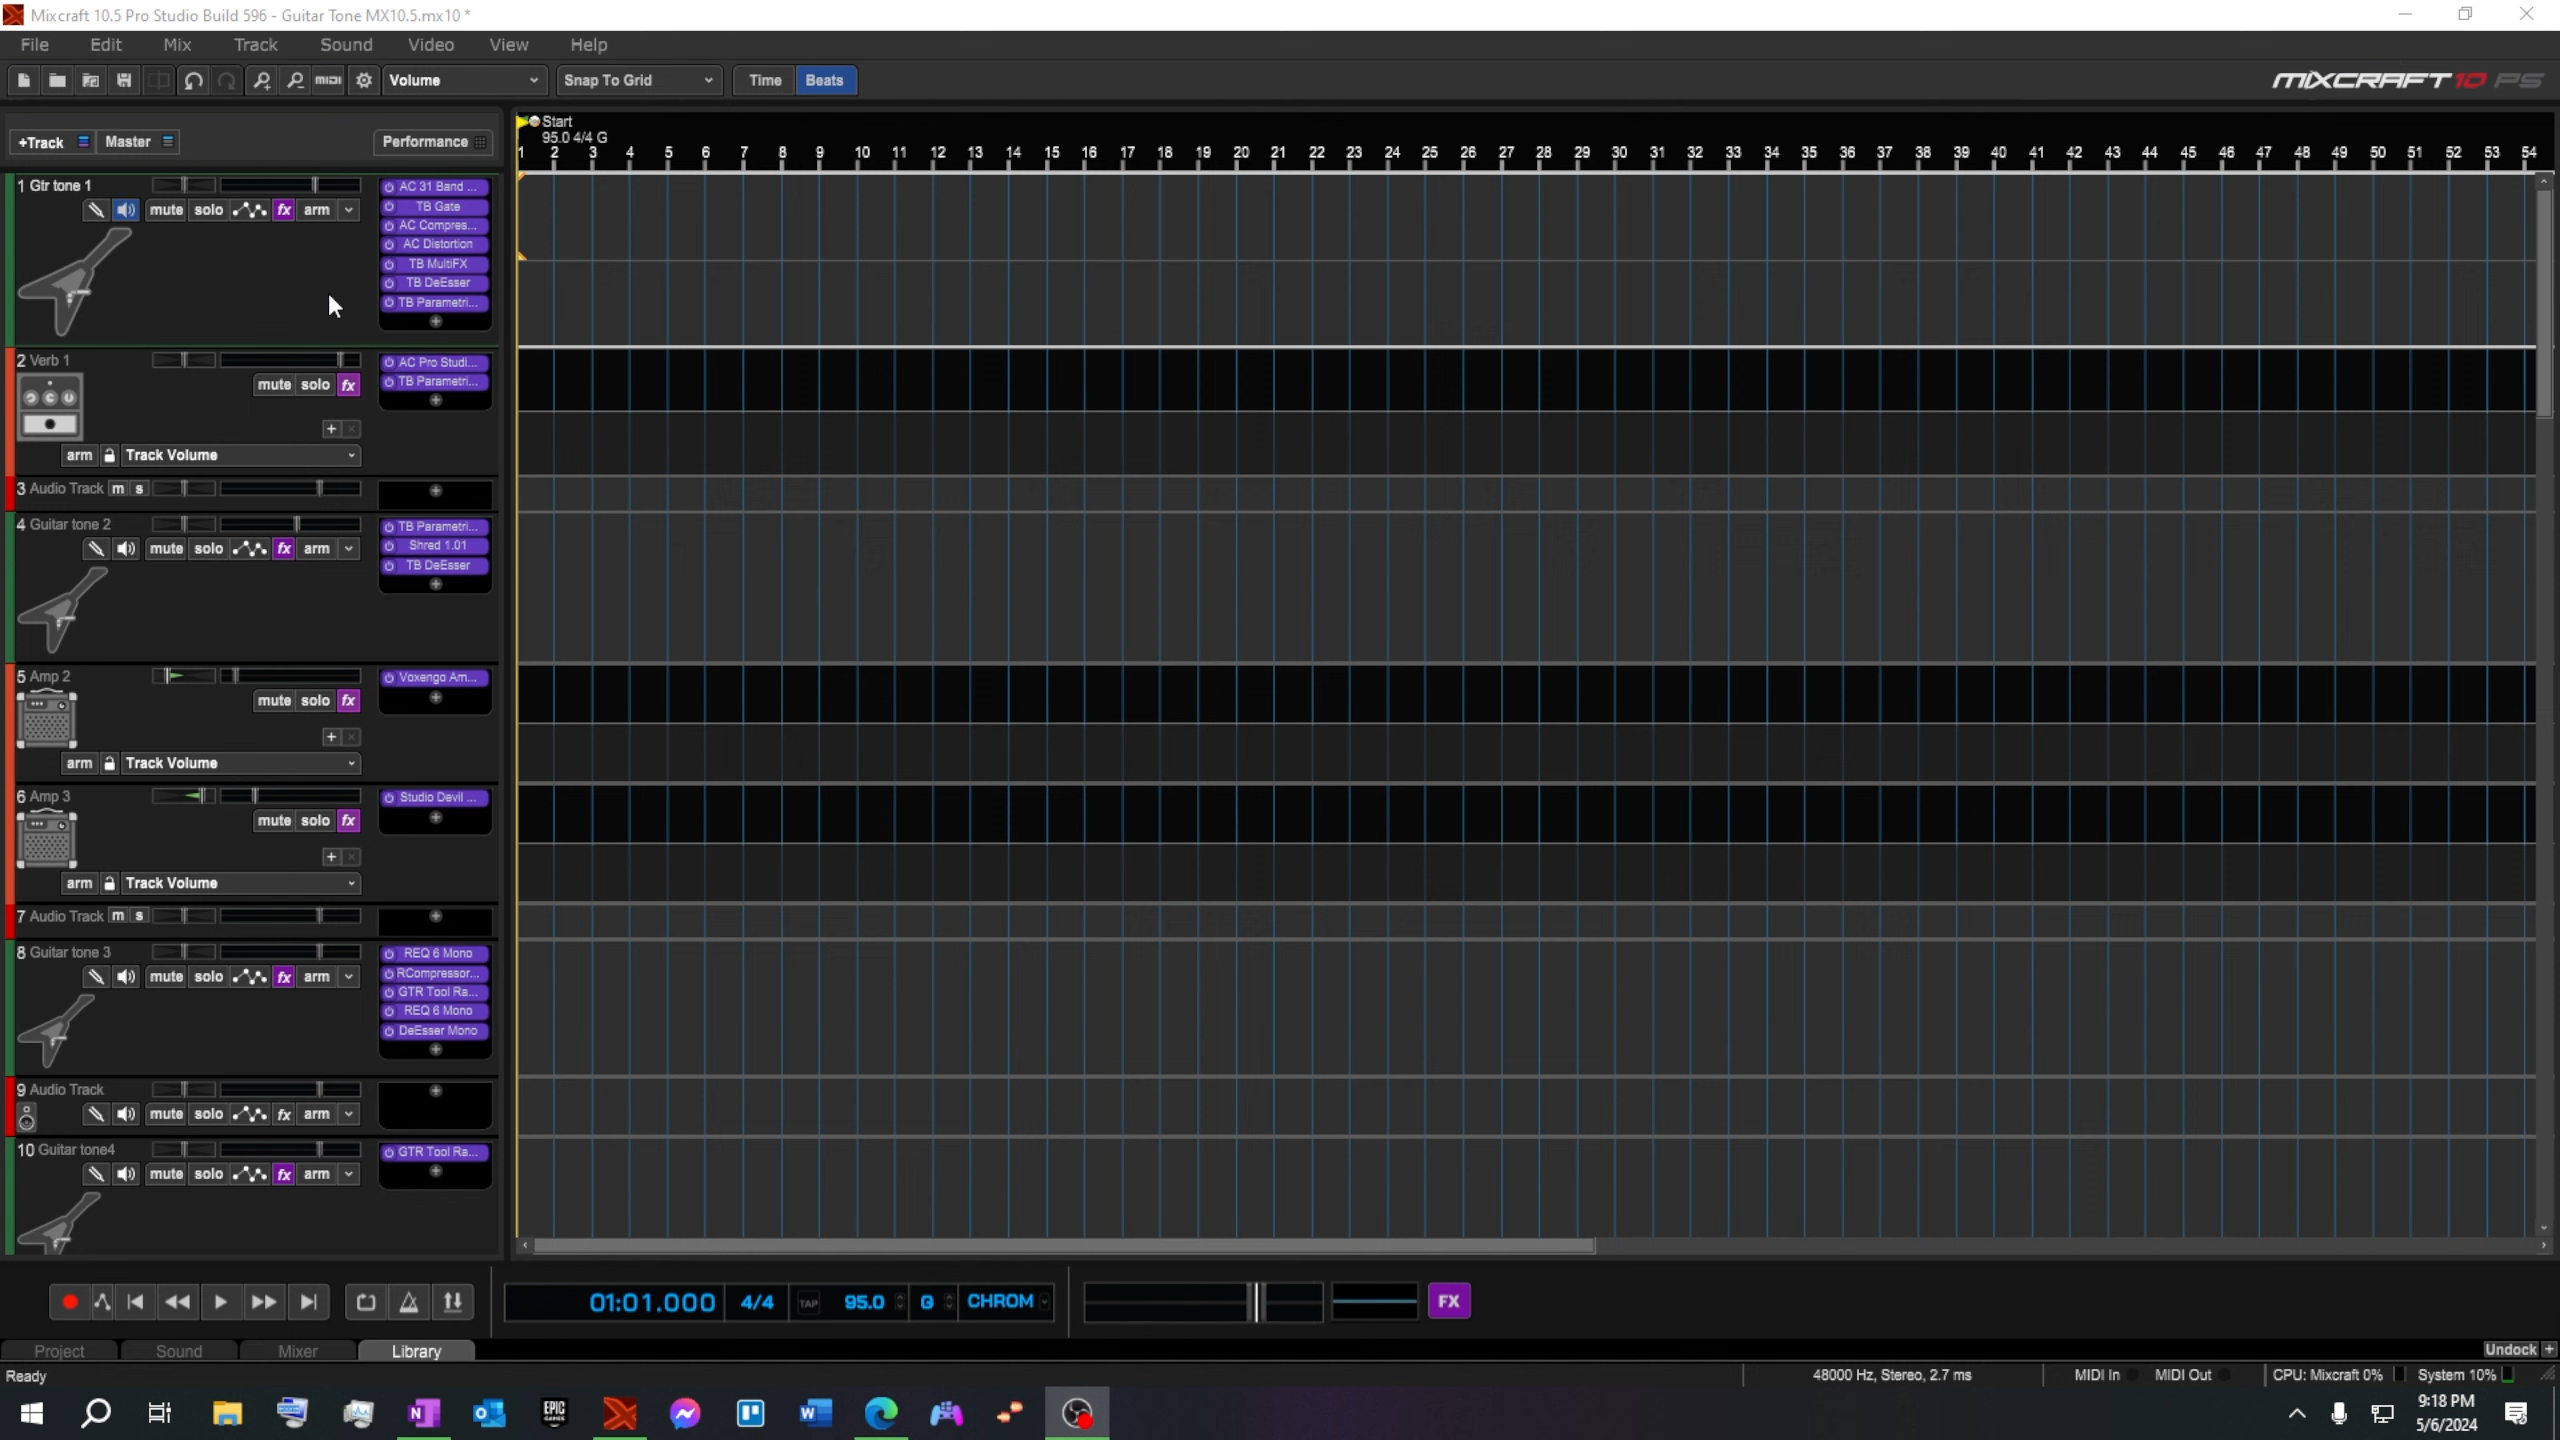 Mixcraft 10.5 Pro Studio Build 596 - Guitar Tone MX10.5.mx10 *
File Edit Mix Track Sound Video View Help
MIDI Volume Snap To Grid Time Beats MIXCRAFT 10 PS
+Track Master Performance
Start
95.0 4/4 G
1 2 3 4 5 6 7 8 9 10 11 12 13 14 15 16 17 18 19 20 21 22 23 24 25 26 27 28 29 30 31 32 33 34 35 36 37 38 39 40 41 42 43 44 45 46 47 48 49 50 51 52 53 54
1 Gtr tone 1
mute solo fx arm
AC 31 Band ...
TB Gate
AC Compres...
AC Distortion
TB MultiFX
TB DeEsser
TB Parametri...
2 Verb 1
mute solo fx
AC Pro Studi...
TB Parametri...
arm Track Volume
3 Audio Track m s
4 Guitar tone 2
mute solo fx arm
TB Parametri...
Shred 1.01
TB DeEsser
5 Amp 2
mute solo fx
Voxengo Am...
arm Track Volume
6 Amp 3
mute solo fx
Studio Devil ...
arm Track Volume
7 Audio Track m s
8 Guitar tone 3
mute solo fx arm
REQ 6 Mono
RCompressor...
GTR Tool Ra...
REQ 6 Mono
DeEsser Mono
9 Audio Track
mute solo fx arm
10 Guitar tone4
mute solo fx arm
GTR Tool Ra...
01:01.000 4/4 TAP 95.0 G CHROM FX
Project Sound Mixer Library Undock
Ready 48000 Hz, Stereo, 2.7 ms MIDI In MIDI Out CPU: Mixcraft 0% System 10%
EPIC GAMES
9:18 PM
5/6/2024